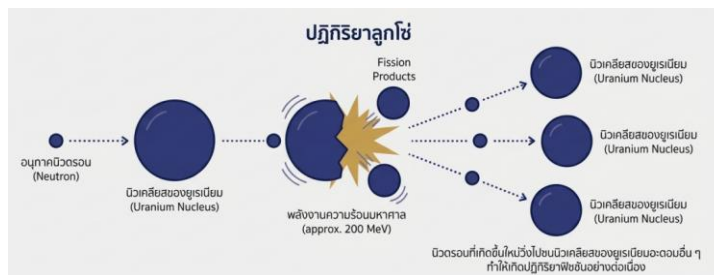 ปฏิกิริยาลูกโซ่
Fission
Products
อนุภาคนิวตรอน
(Neutron)
นิวเคลียสของยูเรเนียม
(Uranium Nucleus)
พลังงานความร้อนมหาศาล
(approx. 200 MeV)
นิวเคลียสของยูเรเนียม
(Uranium Nucleus)
นิวเคลียสของยูเรเนียม
(Uranium Nucleus)
นิวเคลียสของยูเรเนียม
(Uranium Nucleus)
นิวตรอนที่เกิดขึ้นใหม่วิ่งไปชนนิวเคลียสของยูเรเนียมอะตอมอื่น ๆ
ทำให้เกิดปฏิกิริยาฟิชชันอย่างต่อเนื่อง